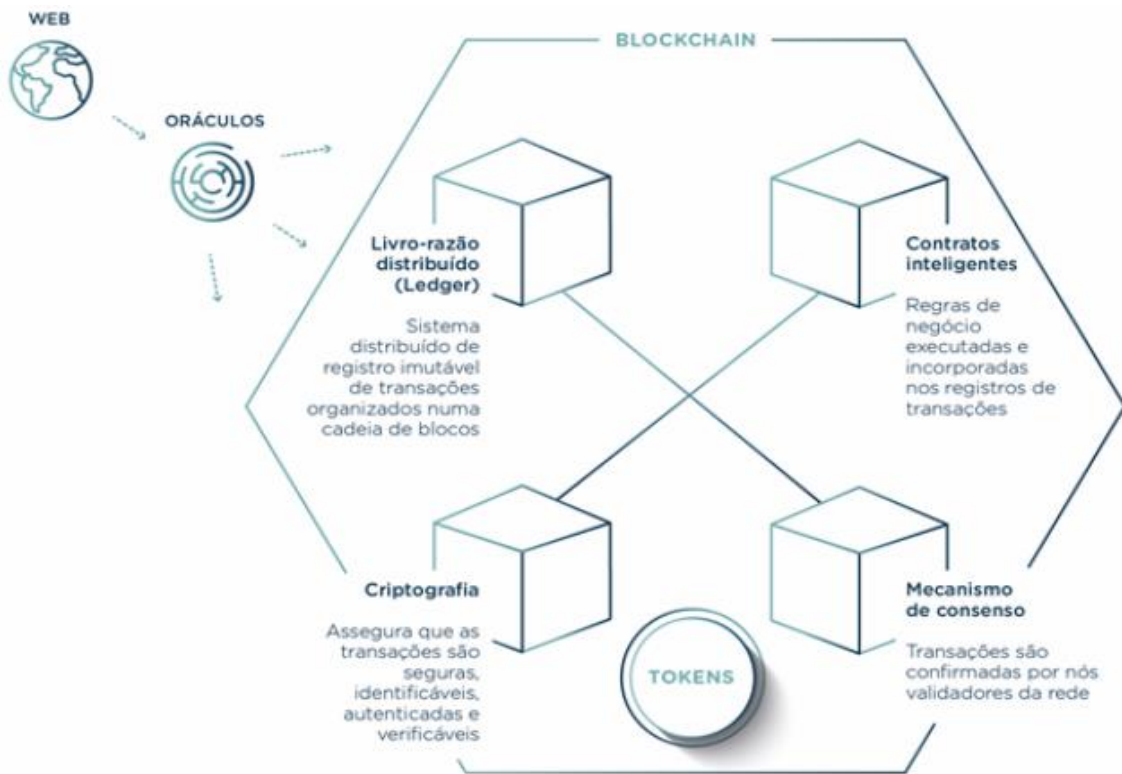 WEB
ORÁCULOS
BLOCKCHAIN
Livro-razão
distribuído
(Ledger)
Sistema
distribuído de
registro imutável
de transações
organizados numa
cadeia de blocos
Contratos
inteligentes
Regras de
negócio
executadas e
incorporadas
nos registros de
transações
Criptografia
Assegura que as
transações são
seguras,
identificáveis,
autenticadas e
verificáveis
TOKENS
Mecanismo
de consenso
Transações são
confirmadas por nós
validadores da rede